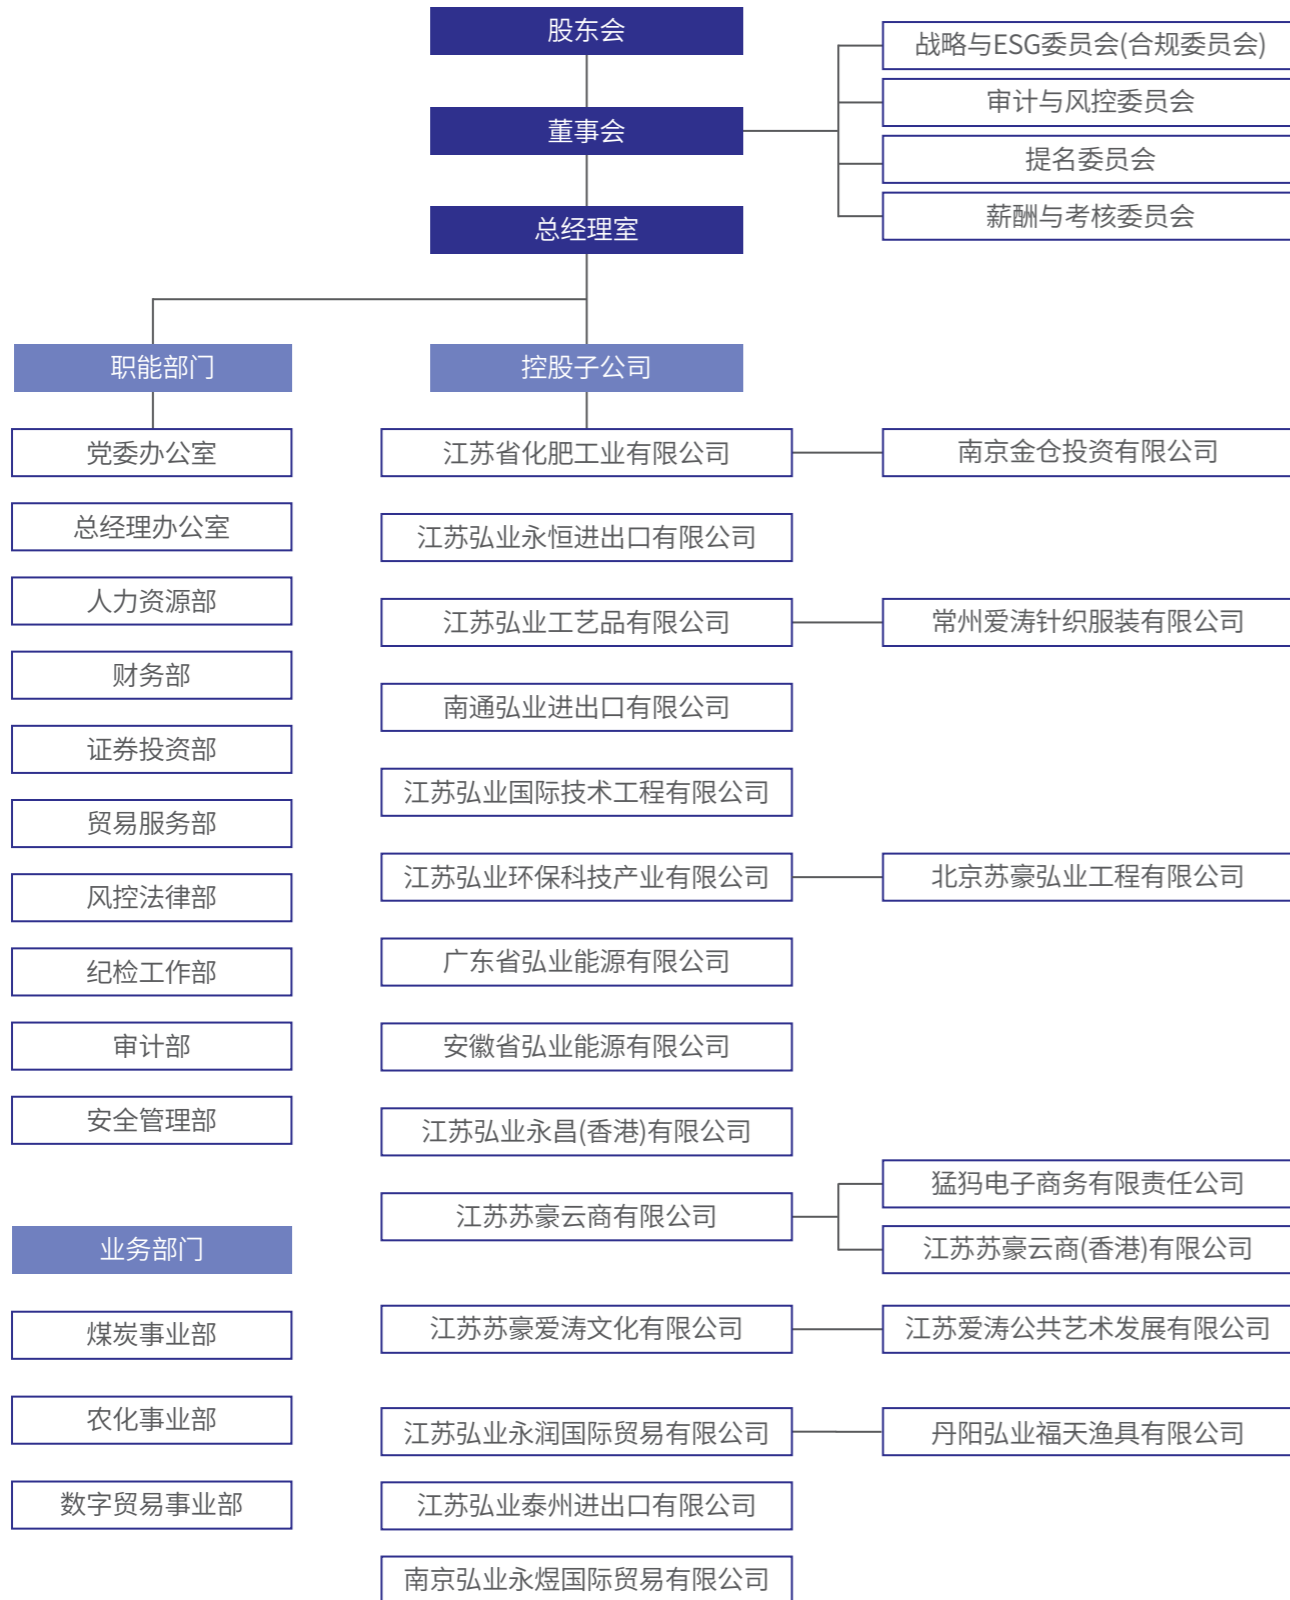 股东会
董事会
总经理室
战略与ESG委员会(合规委员会)
审计与风控委员会
提名委员会
薪酬与考核委员会
职能部门
党委办公室
总经理办公室
人力资源部
财务部
证券投资部
贸易服务部
风控法律部
纪检工作部
审计部
安全管理部
业务部门
煤炭事业部
农化事业部
数字贸易事业部
控股子公司
江苏省化肥工业有限公司
江苏弘业永恒进出口有限公司
江苏弘业工艺品有限公司
南通弘业进出口有限公司
江苏弘业国际技术工程有限公司
江苏弘业环保科技产业有限公司
广东省弘业能源有限公司
安徽省弘业能源有限公司
江苏弘业永昌(香港)有限公司
江苏苏豪云商有限公司
江苏苏豪爱涛文化有限公司
江苏弘业永润国际贸易有限公司
江苏弘业泰州进出口有限公司
南京弘业永煜国际贸易有限公司
南京金仓投资有限公司
常州爱涛针织服装有限公司
北京苏豪弘业工程有限公司
猛犸电子商务有限责任公司
江苏苏豪云商(香港)有限公司
江苏爱涛公共艺术发展有限公司
丹阳弘业福天渔具有限公司